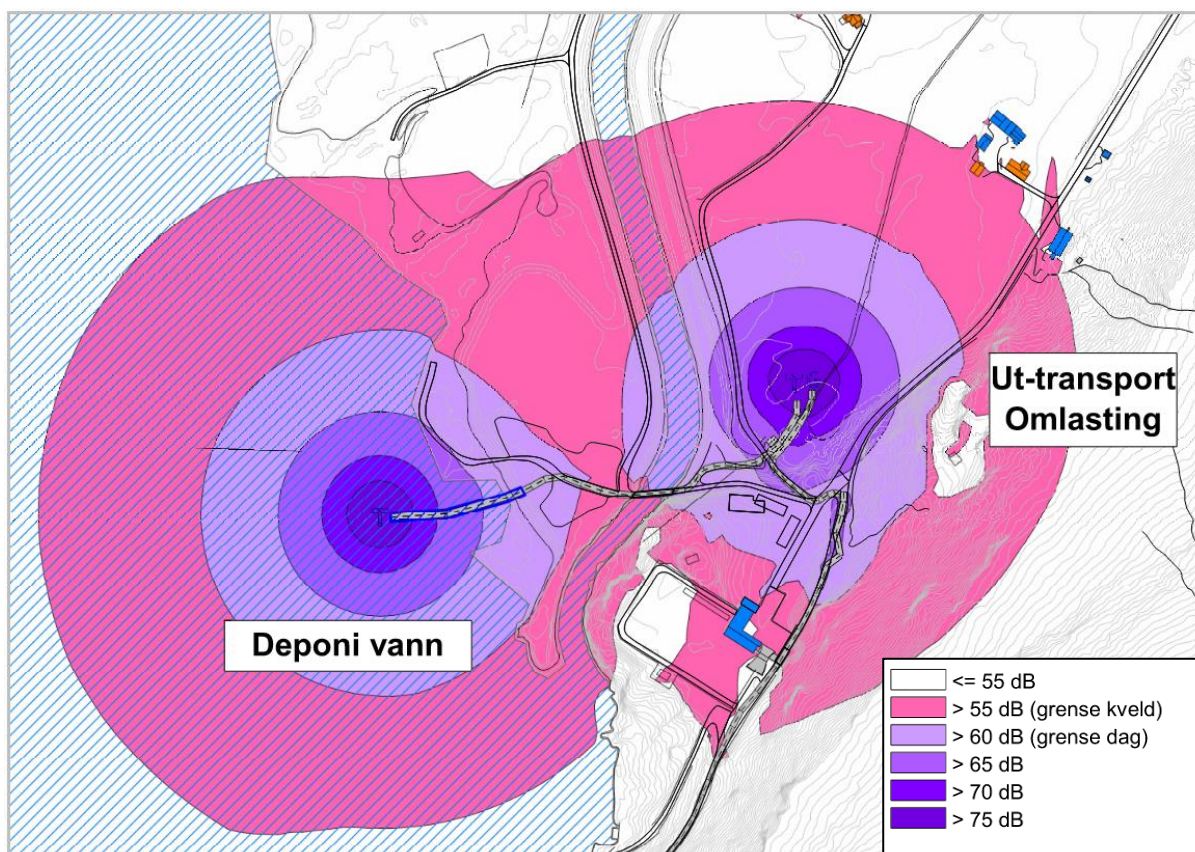 Ut-transport
Omlasting
Deponi vann
<= 55 dB
> 55 dB (grense kveld)
> 60 dB (grense dag)
> 65 dB
> 70 dB
> 75 dB